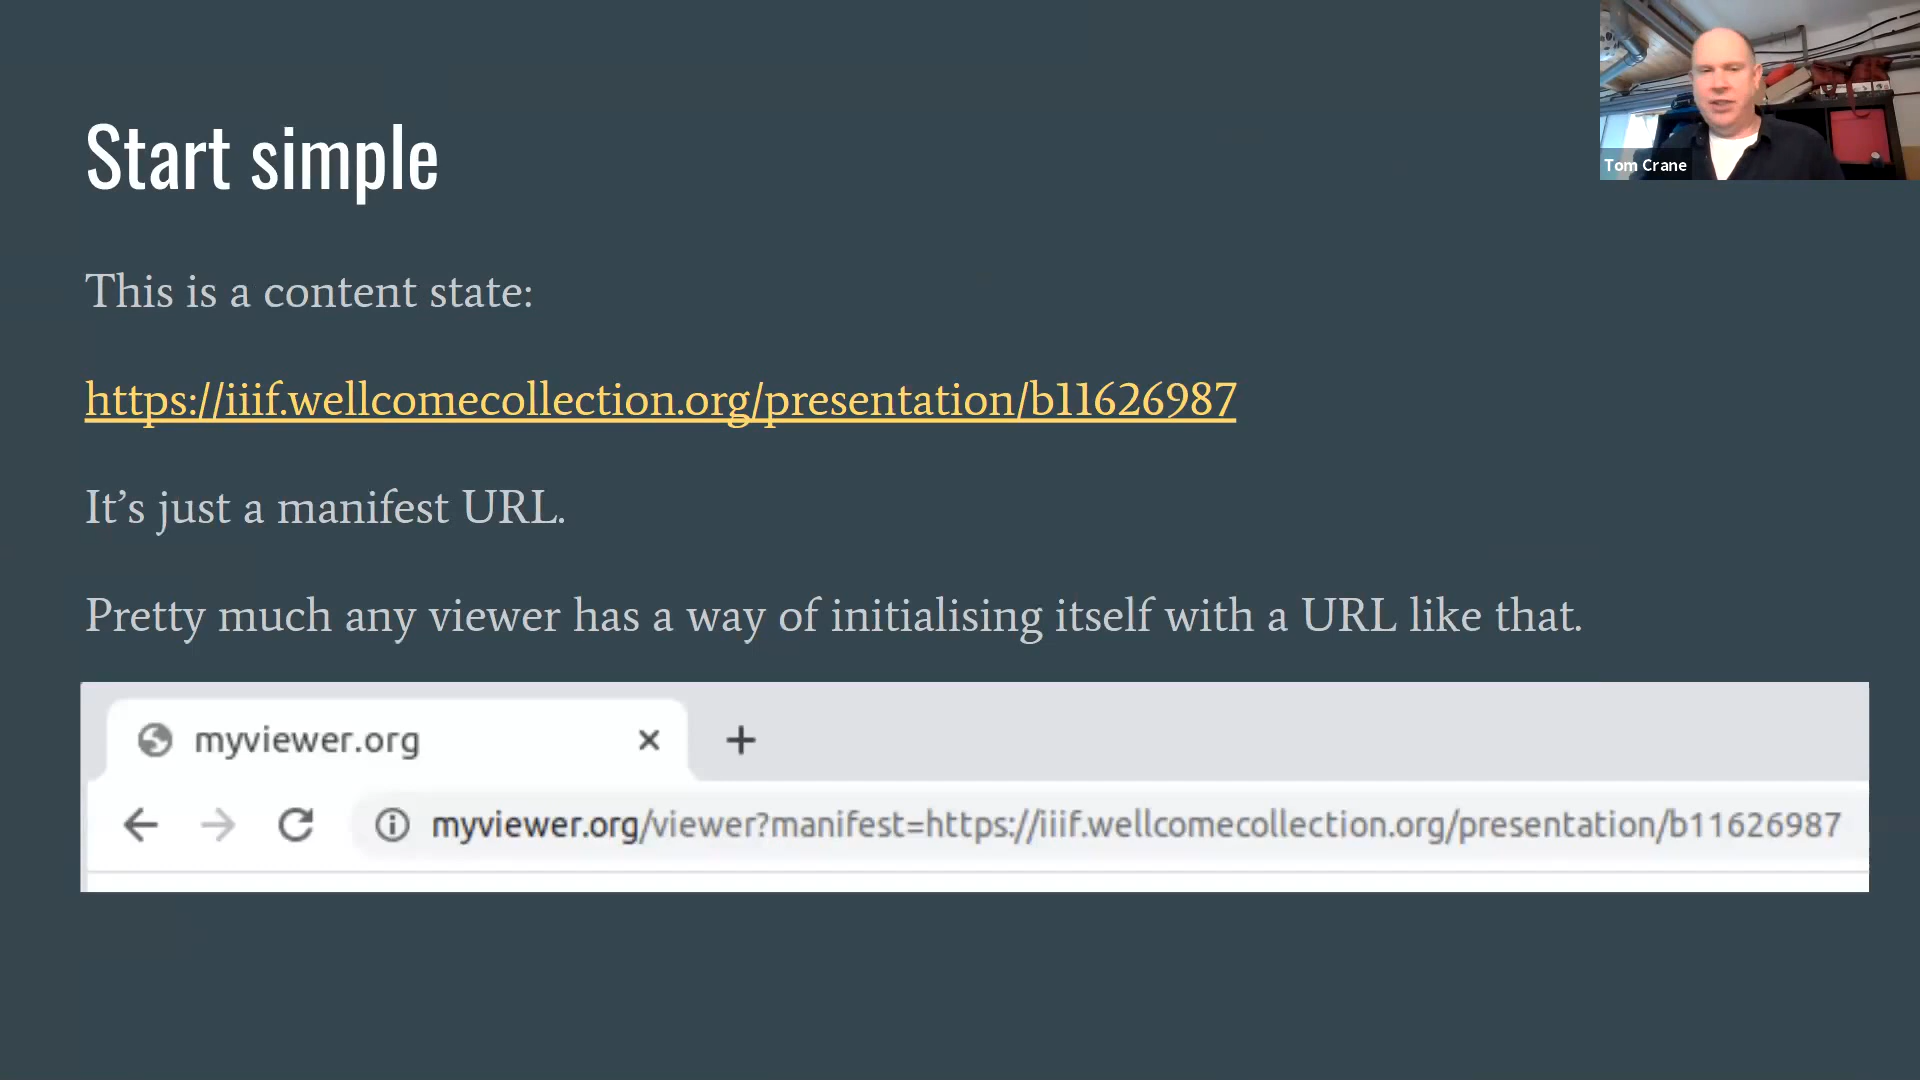 Start simple
This is a content state:
https://iiif.wellcomecollection.org/presentation/b11626987
It’s just a manifest URL.
Pretty much any viewer has a way of initialising itself with a URL like that.
myviewer.org
myviewer.org/viewer?manifest=https://iiif.wellcomecollection.org/presentation/b11626987
Tom Crane